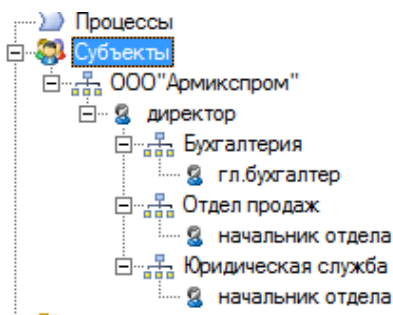 Процессы
Субъекты
ООО"Армикспром"
директор
Бухгалтерия
гл.бухгалтер
Отдел продаж
начальник отдела
Юридическая служба
начальник отдела